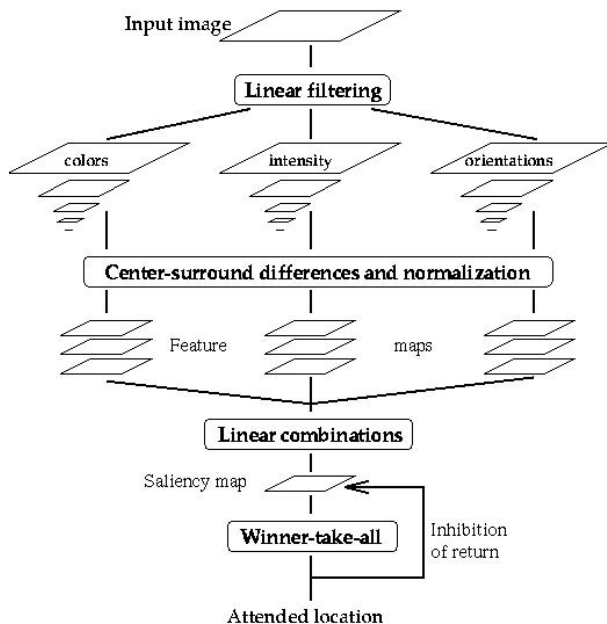 Input image
Linear filtering
colors
intensity
orientations
Center-surround differences and normalization
Feature
maps
Linear combinations
Saliency map
Winner-take-all
Inhibition
of return
Attended location